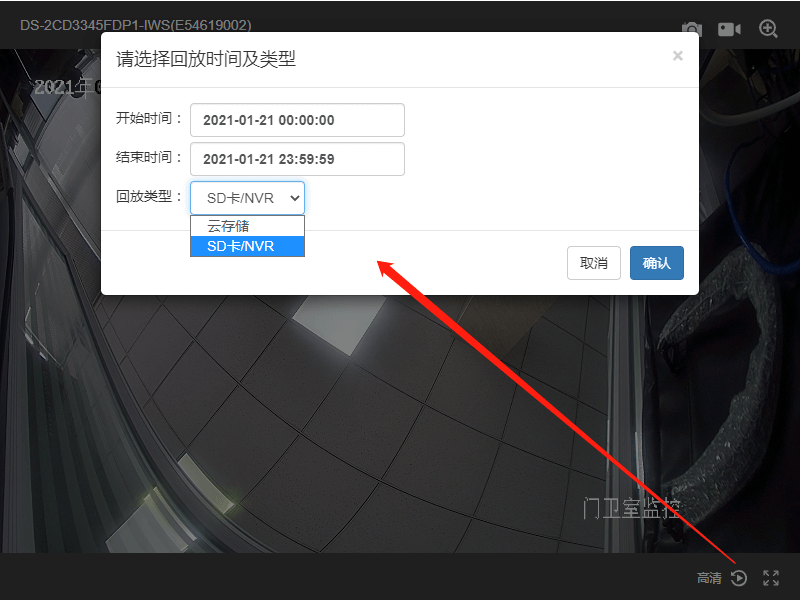 DS-2CD3345FDP1-IWS(E54619002)
请选择回放时间及类型
×
2021年0
开始时间：
2021-01-21 00:00:00
结束时间：
2021-01-21 23:59:59
回放类型：
SD卡/NVR
云存储
SD卡/NVR
取消
确认
门卫室监控
高清